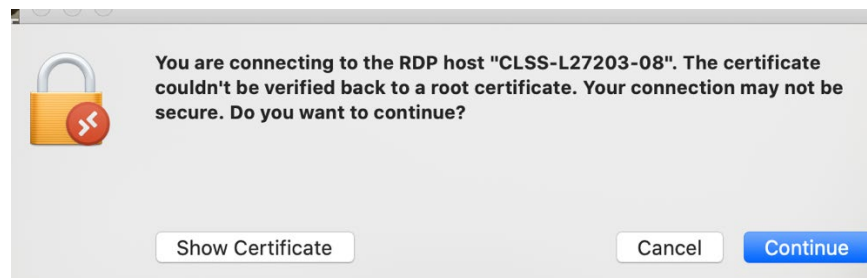 You are connecting to the RDP host "CLSS-L27203-08". The certificate
couldn't be verified back to a root certificate. Your connection may not be
secure. Do you want to continue?
Show Certificate
Cancel
Continue